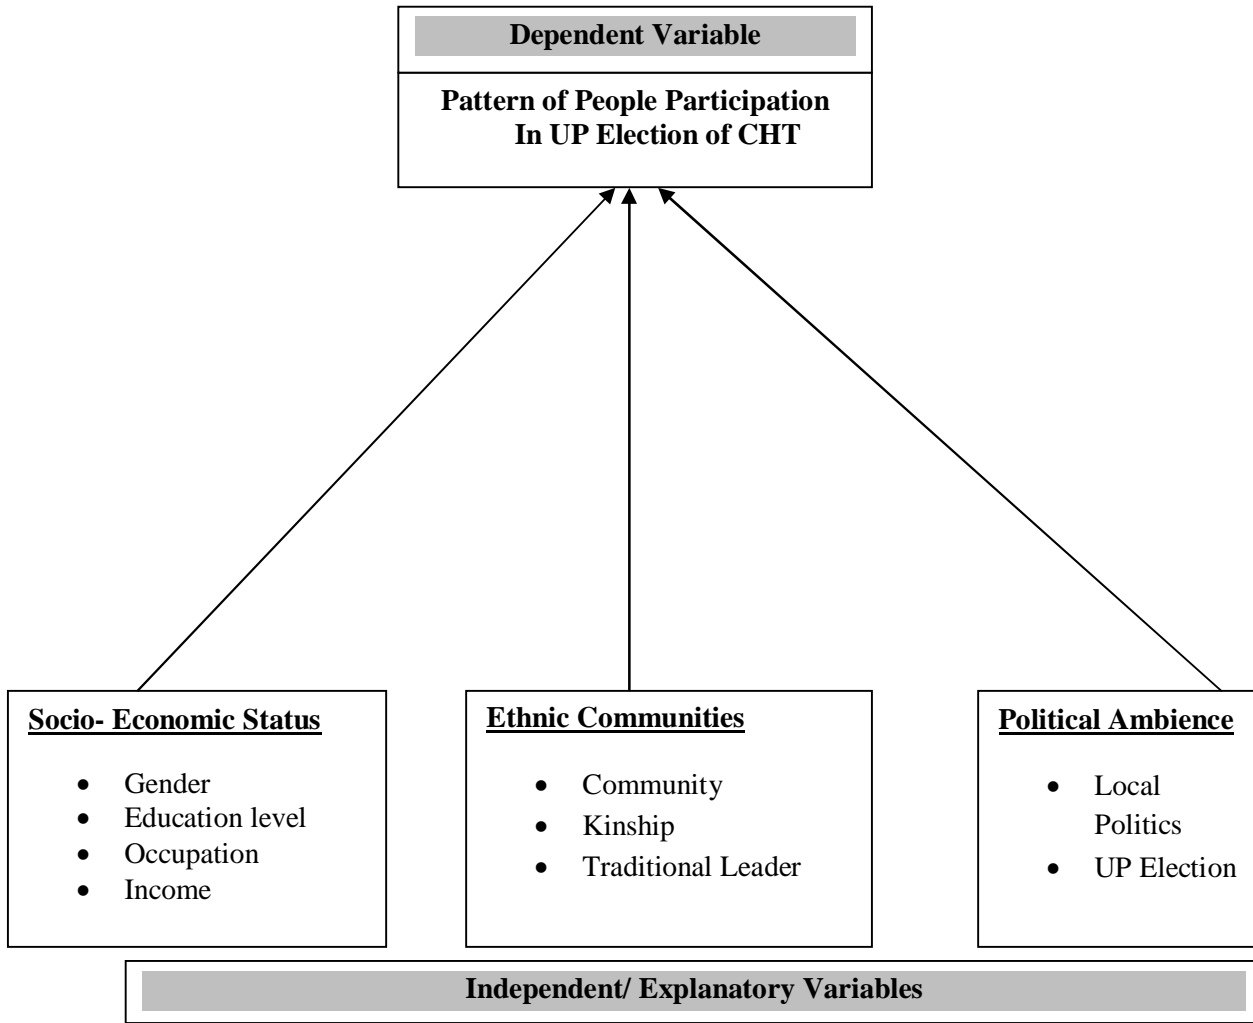 Dependent Variable
Pattern of People Participation
In UP Election of CHT
Socio- Economic Status
• Gender
• Education level
• Occupation
• Income
Ethnic Communities
• Community
• Kinship
• Traditional Leader
Political Ambience
• Local
Politics
• UP Election
Independent/ Explanatory Variables